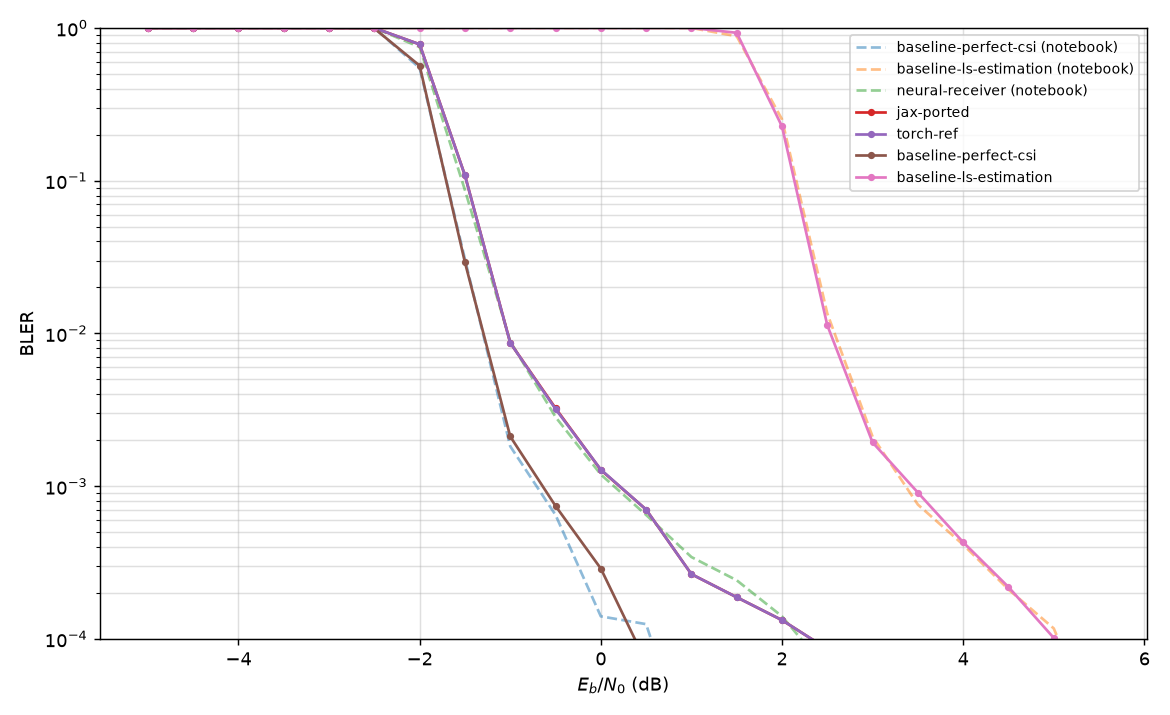 10^0
10^−1
10^−2
10^−3
10^−4
BLER
baseline-perfect-csi (notebook)
baseline-ls-estimation (notebook)
neural-receiver (notebook)
jax-ported
torch-ref
baseline-perfect-csi
baseline-ls-estimation
−4 −2 0 2 4 6
E_b/N_0 (dB)